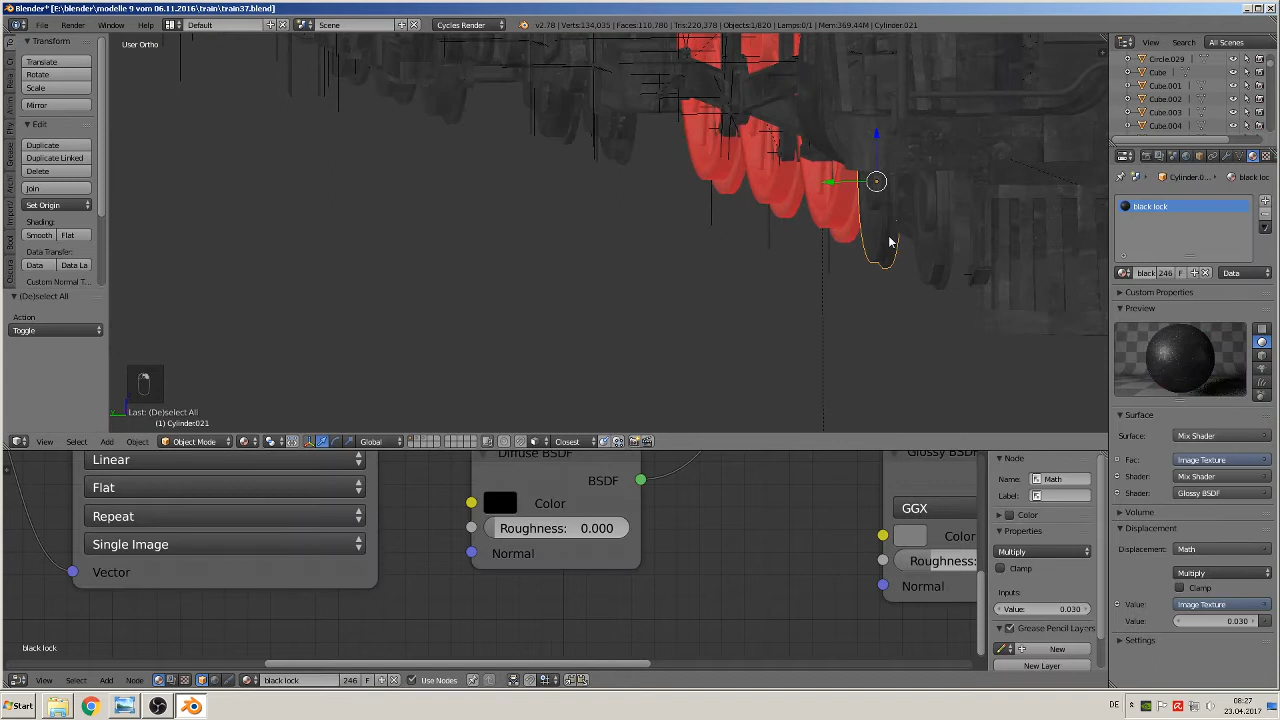 Blender* [E:\blender\modelle 9 vom 06.11.2016\train\train37.blend]
File Render Window Help Default Scene Cycles Render v2.78 | Verts:134,035 | Faces:110,780 | Tris:220,378 | Objects:1/820 | Lamps:0/1 | Mem:369.44M | Cylinder.021
View Search All Scenes
Transform
Translate
Rotate
Scale
Mirror
Edit
Duplicate
Duplicate Linked
Delete
Join
Set Origin
Shading:
Smooth Flat
Data Transfer:
Data Data La
Custom Normal T
(De)select All
Action
Toggle
User Ortho
Last: (De)select All
(1) Cylinder021
Circle.029
Cube
Cube.001
Cube.002
Cube.003
Cube.004
Cylinder.0... black loc
black lock
black 246 F Data
Custom Properties
Preview
Surface
Surface: Mix Shader
Fac: Image Texture
Shader: Mix Shader
Shader: Glossy BSDF
Volume
Displacement
Displacement: Math
Multiply
Clamp
Value: Image Texture
Value: 0.030
Settings
View Select Add Object Object Mode Global Closest
Linear
Flat
Repeat
Single Image
Vector
Diffuse BSDF
BSDF
Color
Roughness: 0.000
Normal
Glossy BSD
GGX
Color
Roughness:
Normal
Node
Name: Math
Label:
Color
Properties
Multiply
Clamp
Inputs:
Value: 0.030
Grease Pencil Layers
New
New Layer
black lock
View Select Add Node black lock 246 F Use Nodes
Start DE 08:27
23.04.2017